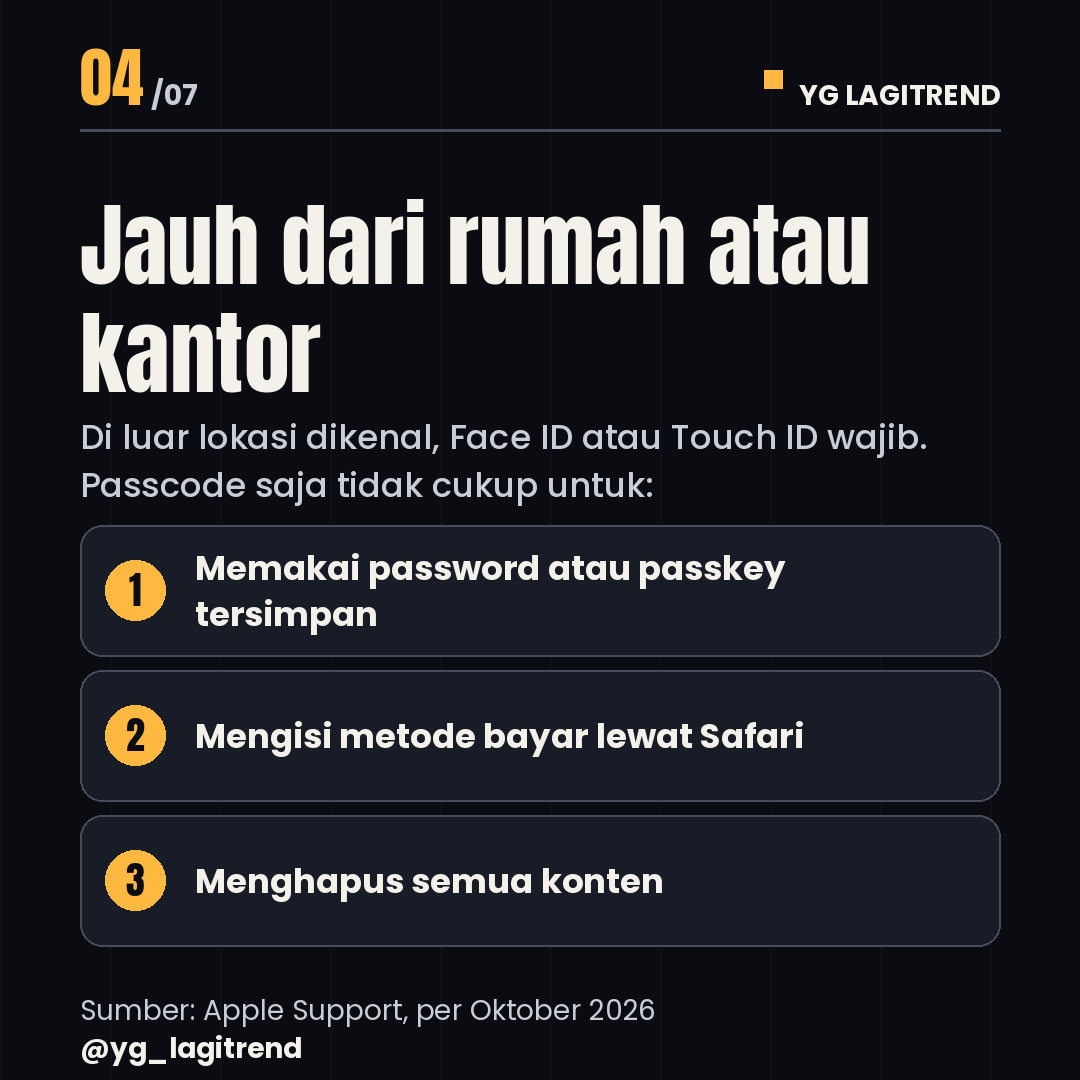 04 /07
YG LAGITREND
Jauh dari rumah atau
kantor
Di luar lokasi dikenal, Face ID atau Touch ID wajib.
Passcode saja tidak cukup untuk:
1
Memakai password atau passkey
tersimpan
2
Mengisi metode bayar lewat Safari
3
Menghapus semua konten
Sumber: Apple Support, per Oktober 2026
@yg_lagitrend